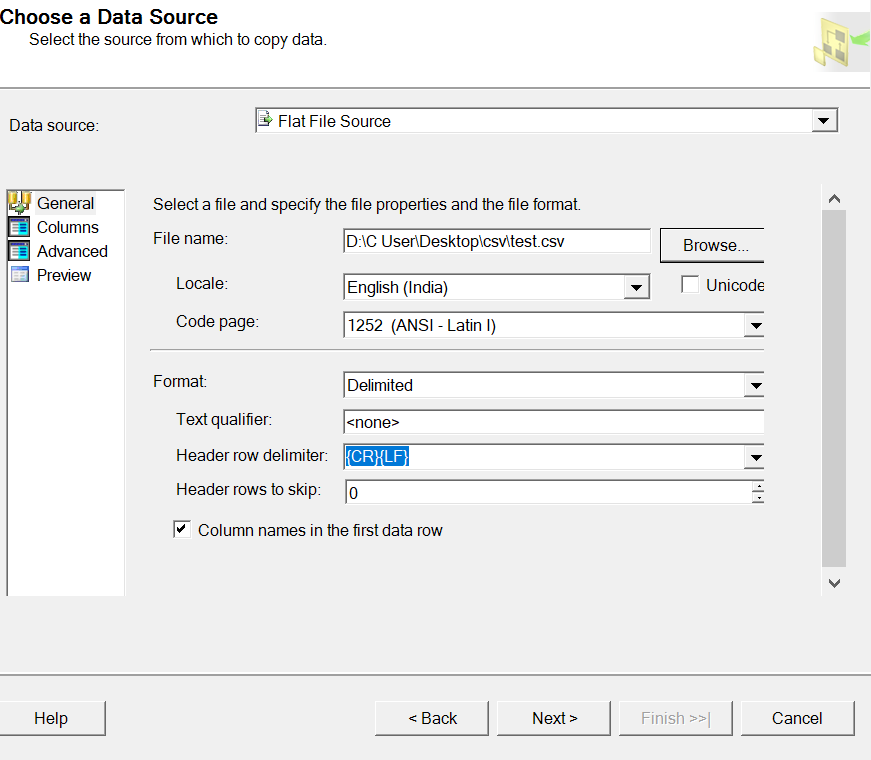 Choose a Data Source
Select the source from which to copy data.
Data source:
Flat File Source
General
Columns
Advanced
Preview
Select a file and specify the file properties and the file format.
File name:
D:\C User\Desktop\csv\test.csv
Browse...
Locale:
English (India)
Unicode
Code page:
1252 (ANSI - Latin I)
Format:
Delimited
Text qualifier:
<none>
Header row delimiter:
{CR}{LF}
Header rows to skip:
0
Column names in the first data row
Help
< Back
Next >
Finish >>|
Cancel